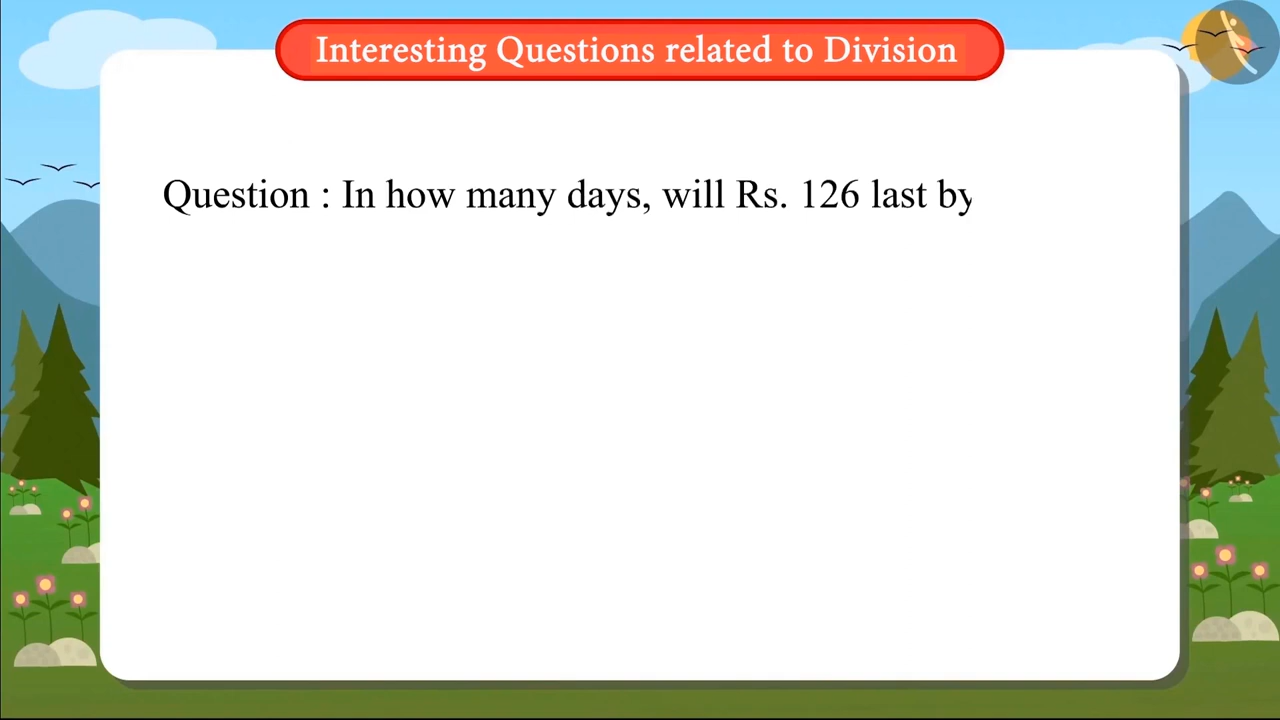 Interesting Questions related to Division
Question : In how many days, will Rs. 126 last by